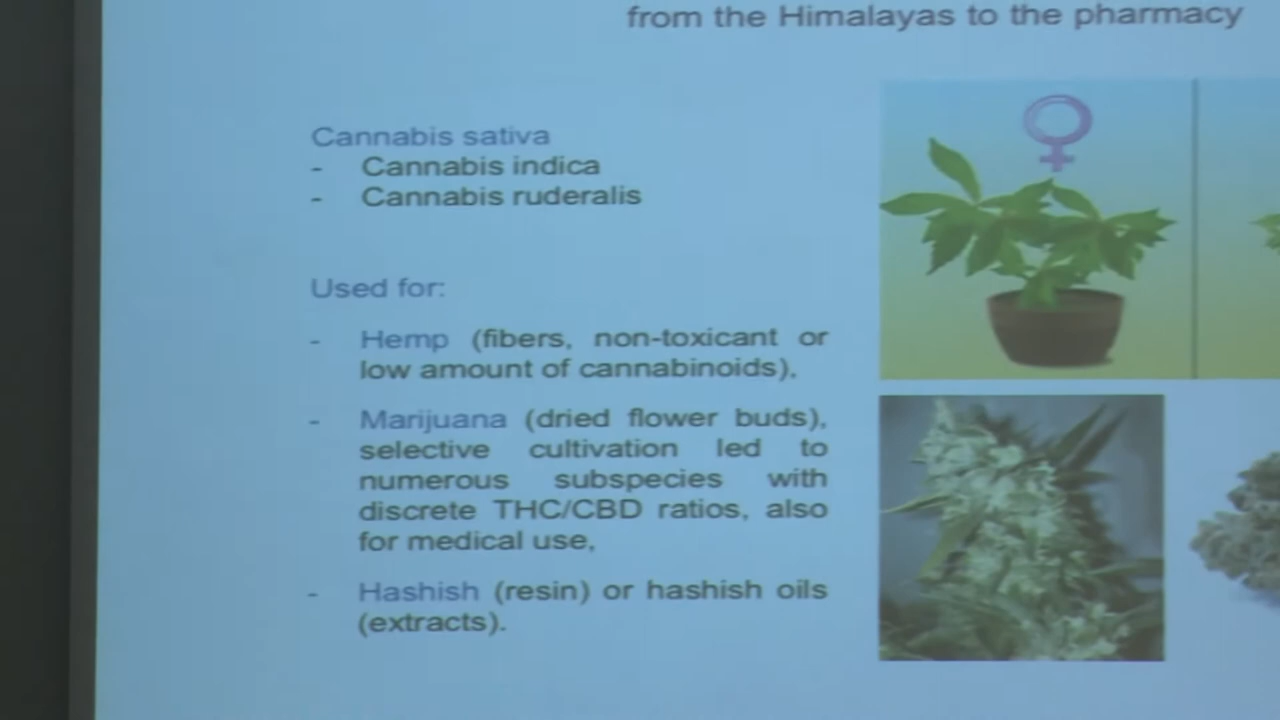 from the Himalayas to the pharmacy
Cannabis sativa
- Cannabis indica
- Cannabis ruderalis
Used for:
- Hemp (fibers, non-toxicant or
low amount of cannabinoids),
- Marijuana (dried flower buds),
selective cultivation led to
numerous subspecies with
discrete THC/CBD ratios, also
for medical use,
- Hashish (resin) or hashish oils
(extracts).